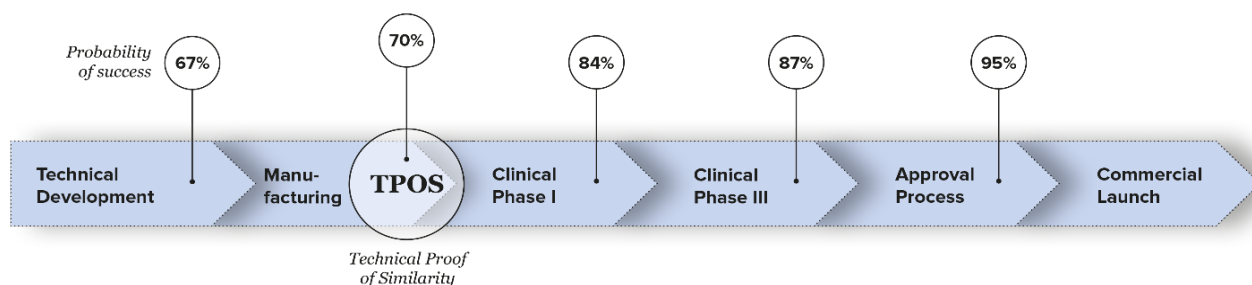 Probability
of success
67%
70%
84%
87%
95%
Technical
Development
Manu-
facturing
TPOS
Clinical
Phase I
Clinical
Phase III
Approval
Process
Commercial
Launch
Technical Proof
of Similarity